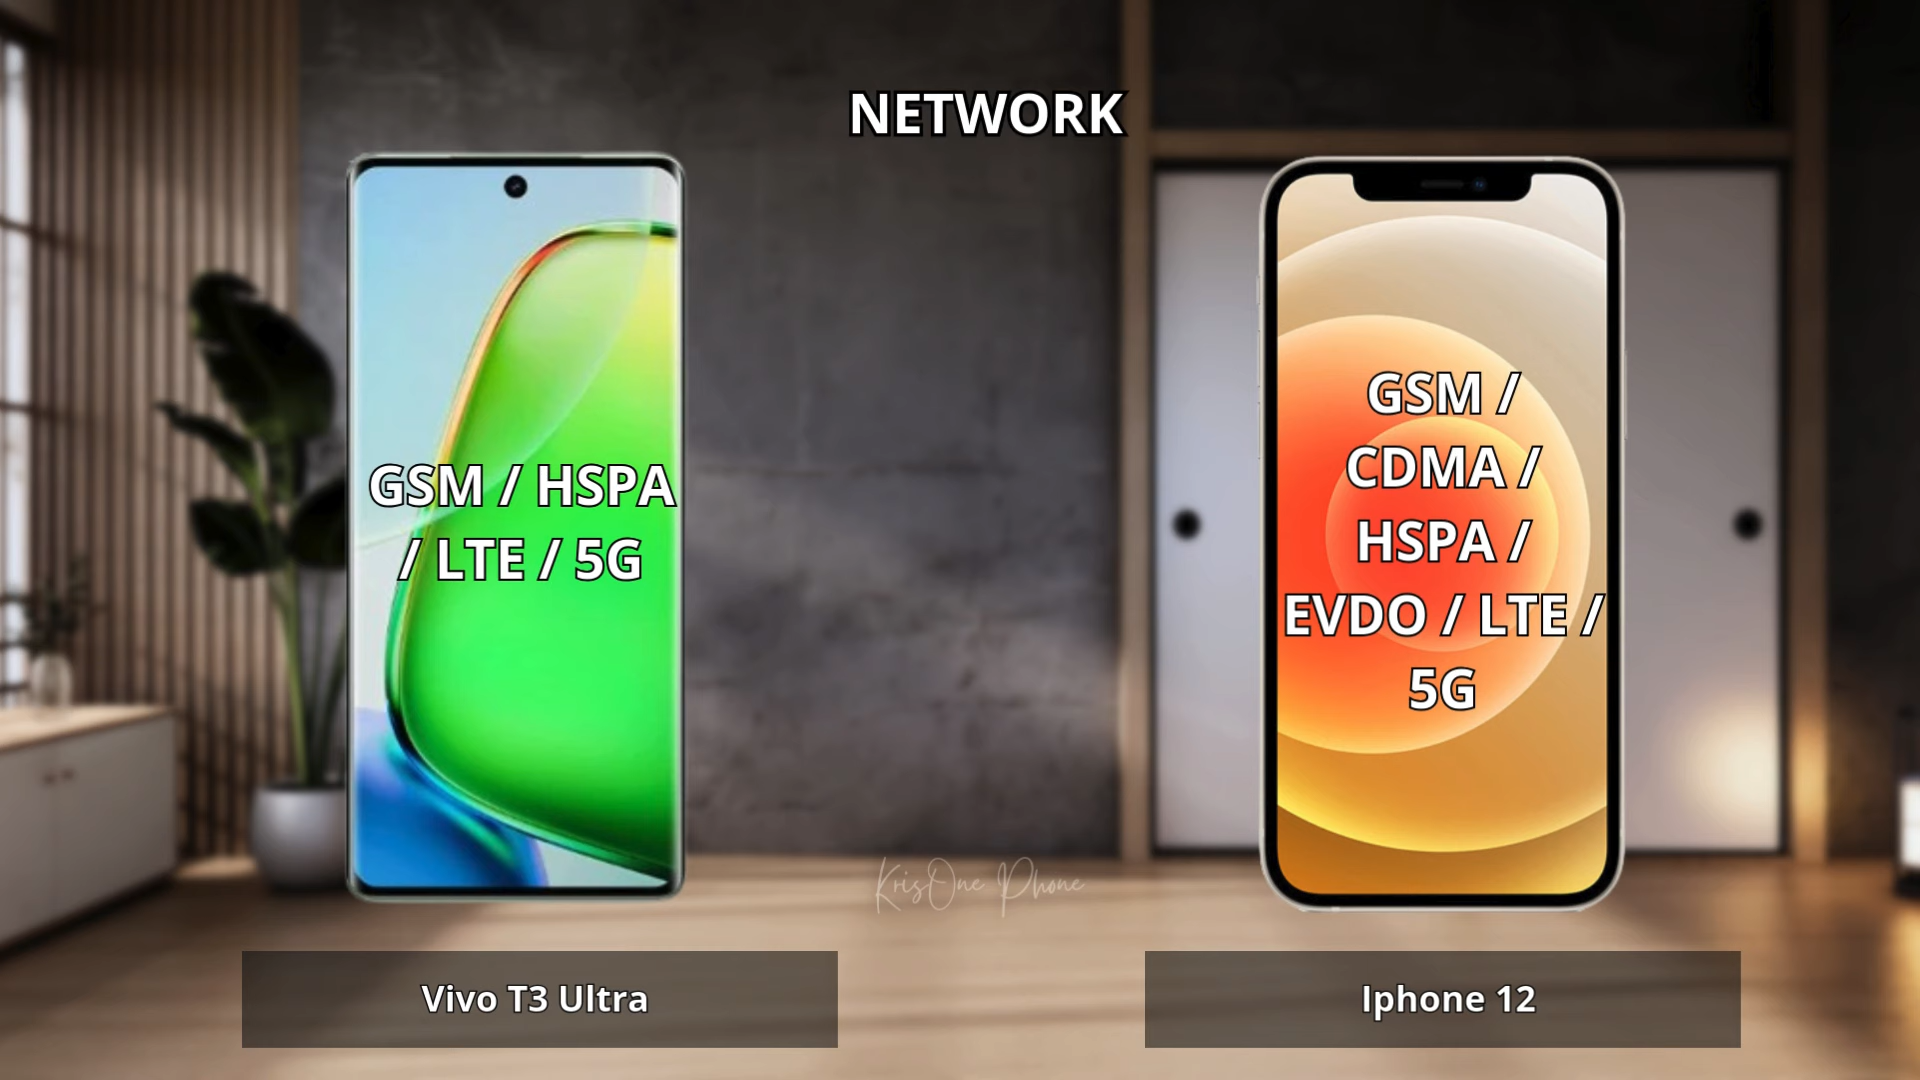 NETWORK
GSM / HSPA
/ LTE / 5G
GSM /
CDMA /
HSPA /
EVDO / LTE /
5G
KrisOne Phone
Vivo T3 Ultra
Iphone 12